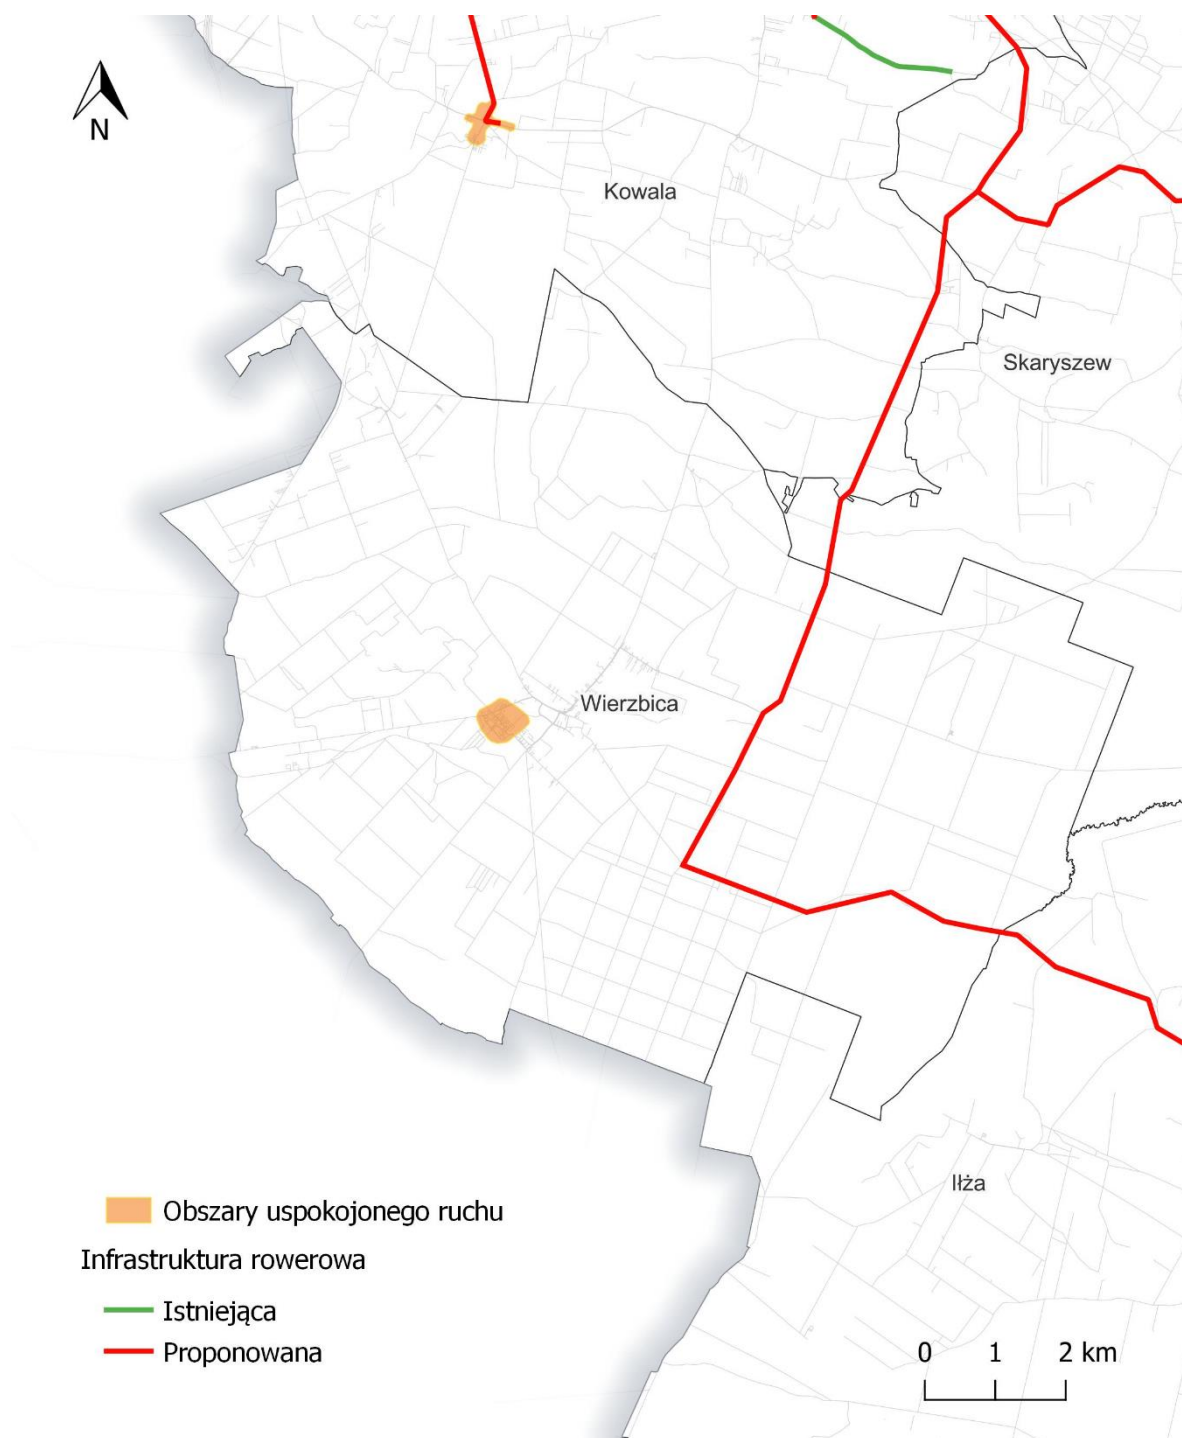 N
Kowala
Skaryszew
Wierzbica
Iłża
Obszary uspokojonego ruchu
Infrastruktura rowerowa
Istniejąca
Proponowana
0 1 2 km